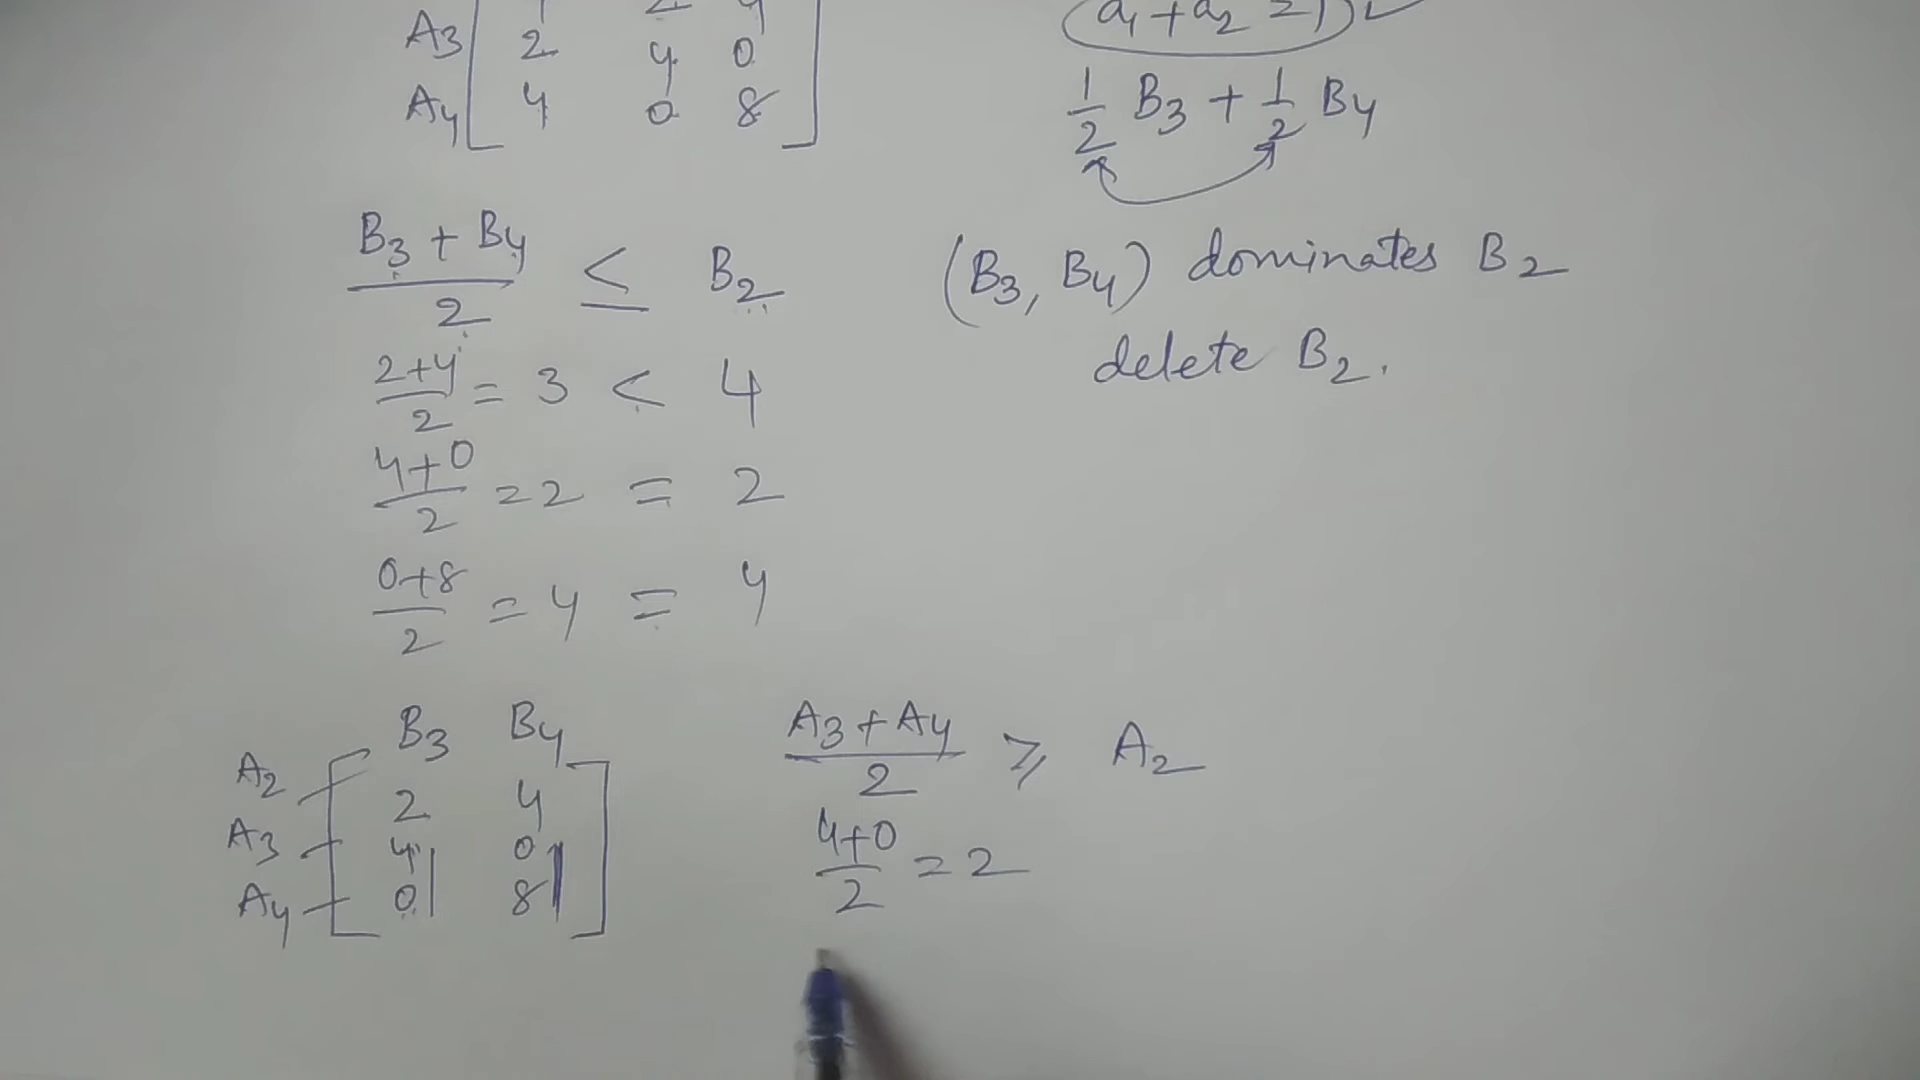 a1 + a2 = 1
A3 2 4 0
A4 4 0 8
1/2 B3 + 1/2 B4
(B3 + B4)/2 ≤ B2
(B3, B4) dominates B2
delete B2.
(2+4)/2 = 3 < 4
(4+0)/2 = 2 = 2
(0+8)/2 = 4 = 4
B3 B4
A2 2 4
A3 4 0
A4 0 8
(A3 + A4)/2 ≥ A2
(4+0)/2 = 2